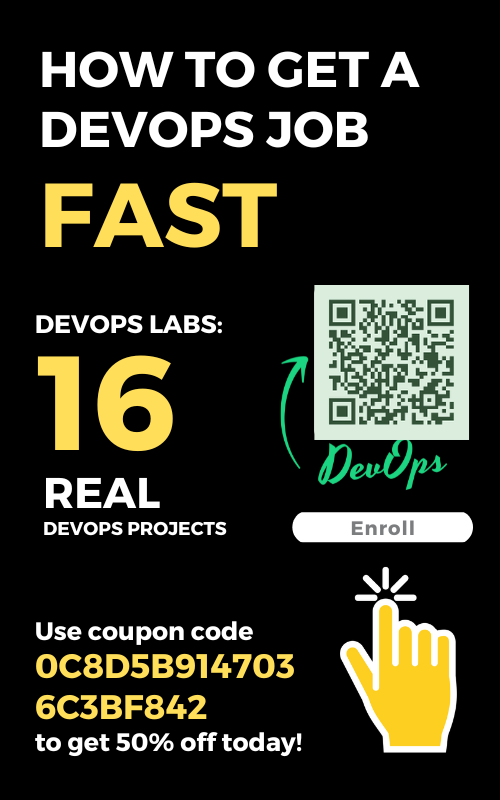 HOW TO GET A
DEVOPS JOB
FAST
DEVOPS LABS:
16
REAL
DEVOPS PROJECTS
DevOps
Enroll
Use coupon code
0C8D5B914703
6C3BF842
to get 50% off today!